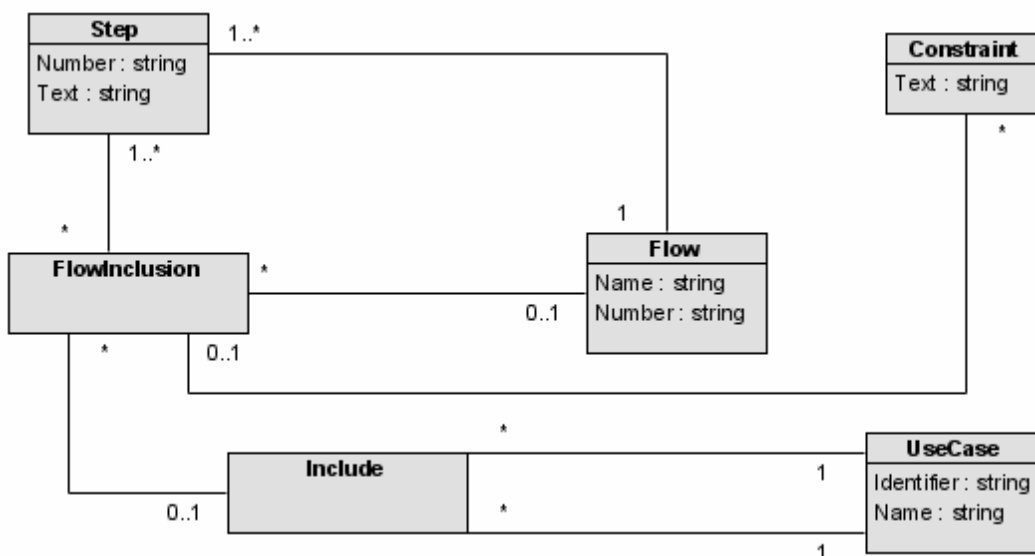 Step
Number : string
Text : string
1..*
1..*
*
Constraint
Text : string
*
FlowInclusion
*
1
Flow
Name : string
Number : string
0..1
*
0..1
*
Include
0..1
*
1
UseCase
Identifier : string
Name : string
1